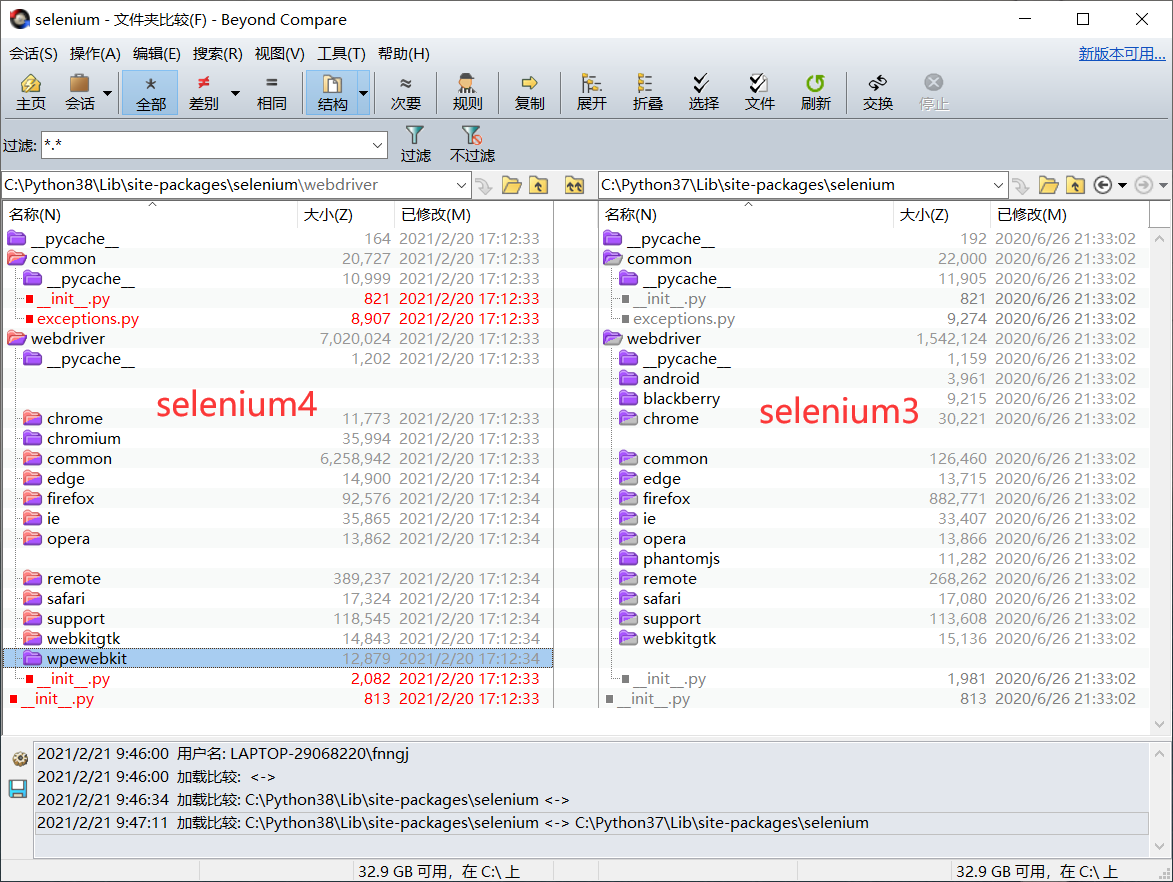 selenium - 文件夹比较(F) - Beyond Compare
会话(S) 操作(A) 编辑(E) 搜索(R) 视图(V) 工具(T) 帮助(H) 新版本可用...
主页 会话 全部 差别 相同 结构 次要 规则 复制 展开 折叠 选择 文件 刷新 交换 停止
过滤: *.* 过滤 不过滤
C:\Python38\Lib\site-packages\selenium\webdriver C:\Python37\Lib\site-packages\selenium
名称(N) 大小(Z) 已修改(M) 名称(N) 大小(Z) 已修改(M)
__pycache__ 164 2021/2/20 17:12:33 __pycache__ 192 2020/6/26 21:33:02
common 20,727 2021/2/20 17:12:33 common 22,000 2020/6/26 21:33:02
__pycache__ 10,999 2021/2/20 17:12:33 __pycache__ 11,905 2020/6/26 21:33:02
__init__.py 821 2021/2/20 17:12:33 __init__.py 821 2020/6/26 21:33:02
exceptions.py 8,907 2021/2/20 17:12:33 exceptions.py 9,274 2020/6/26 21:33:02
webdriver 7,020,024 2021/2/20 17:12:33 webdriver 1,542,124 2020/6/26 21:33:02
__pycache__ 1,202 2021/2/20 17:12:33 __pycache__ 1,159 2020/6/26 21:33:02
android 3,961 2020/6/26 21:33:02
blackberry 9,215 2020/6/26 21:33:02
selenium4 selenium3
chrome 11,773 2021/2/20 17:12:33 chrome 30,221 2020/6/26 21:33:02
chromium 35,994 2021/2/20 17:12:33
common 6,258,942 2021/2/20 17:12:33 common 126,460 2020/6/26 21:33:02
edge 14,900 2021/2/20 17:12:33 edge 13,715 2020/6/26 21:33:02
firefox 92,576 2021/2/20 17:12:34 firefox 882,771 2020/6/26 21:33:02
ie 35,865 2021/2/20 17:12:34 ie 33,407 2020/6/26 21:33:02
opera 13,862 2021/2/20 17:12:34 opera 13,866 2020/6/26 21:33:02
phantomjs 11,282 2020/6/26 21:33:02
remote 389,237 2021/2/20 17:12:34 remote 268,262 2020/6/26 21:33:02
safari 17,324 2021/2/20 17:12:34 safari 17,080 2020/6/26 21:33:02
support 118,545 2021/2/20 17:12:34 support 113,608 2020/6/26 21:33:02
webkitgtk 14,843 2021/2/20 17:12:34 webkitgtk 15,136 2020/6/26 21:33:02
wpewebkit 12,879 2021/2/20 17:12:34
__init__.py 2,082 2021/2/20 17:12:33 __init__.py 1,981 2020/6/26 21:33:02
__init__.py 813 2021/2/20 17:12:33 __init__.py 813 2020/6/26 21:33:02
2021/2/21 9:46:00 用户名: LAPTOP-29068220\fnngj
2021/2/21 9:46:00 加载比较: <->
2021/2/21 9:46:34 加载比较: C:\Python38\Lib\site-packages\selenium <->
2021/2/21 9:47:11 加载比较: C:\Python38\Lib\site-packages\selenium <-> C:\Python37\Lib\site-packages\selenium
32.9 GB 可用，在 C:\ 上 32.9 GB 可用，在 C:\ 上